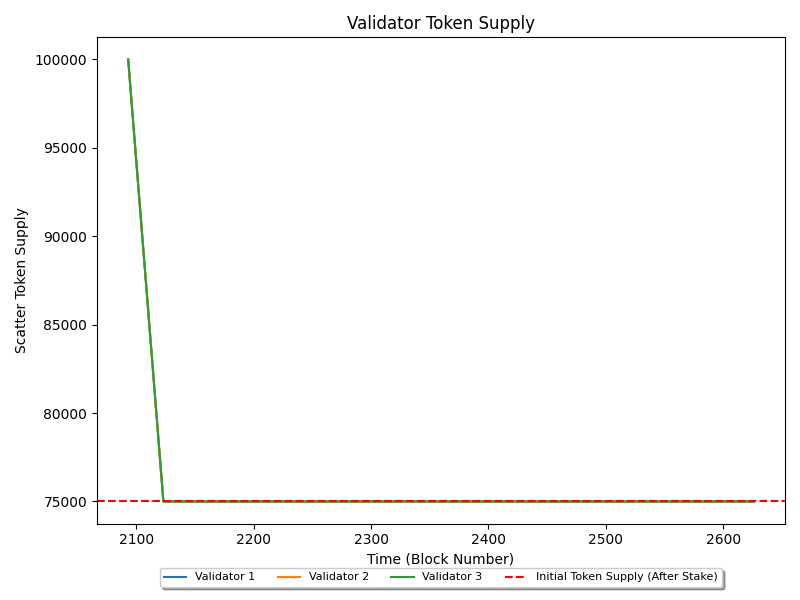 Validator Token Supply
Scatter Token Supply
100000
95000
90000
85000
80000
75000
2100 2200 2300 2400 2500 2600
Time (Block Number)
Validator 1 Validator 2 Validator 3 Initial Token Supply (After Stake)